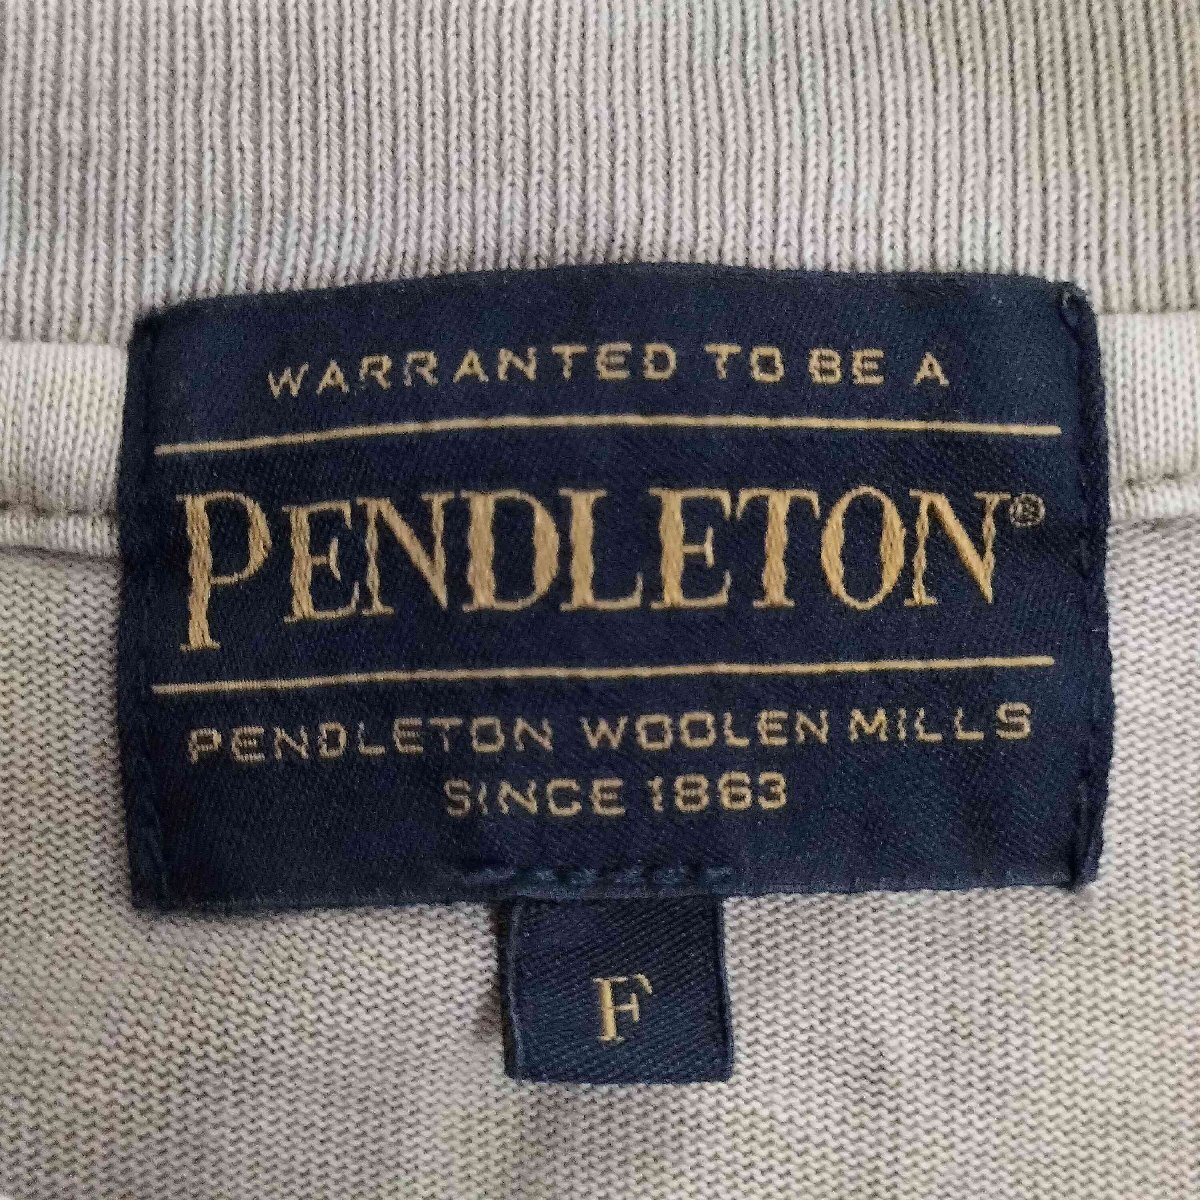 WARRANTED TO BE A
PENDLETON®
PENDLETON WOOLEN MILLS
SINCE 1863
F